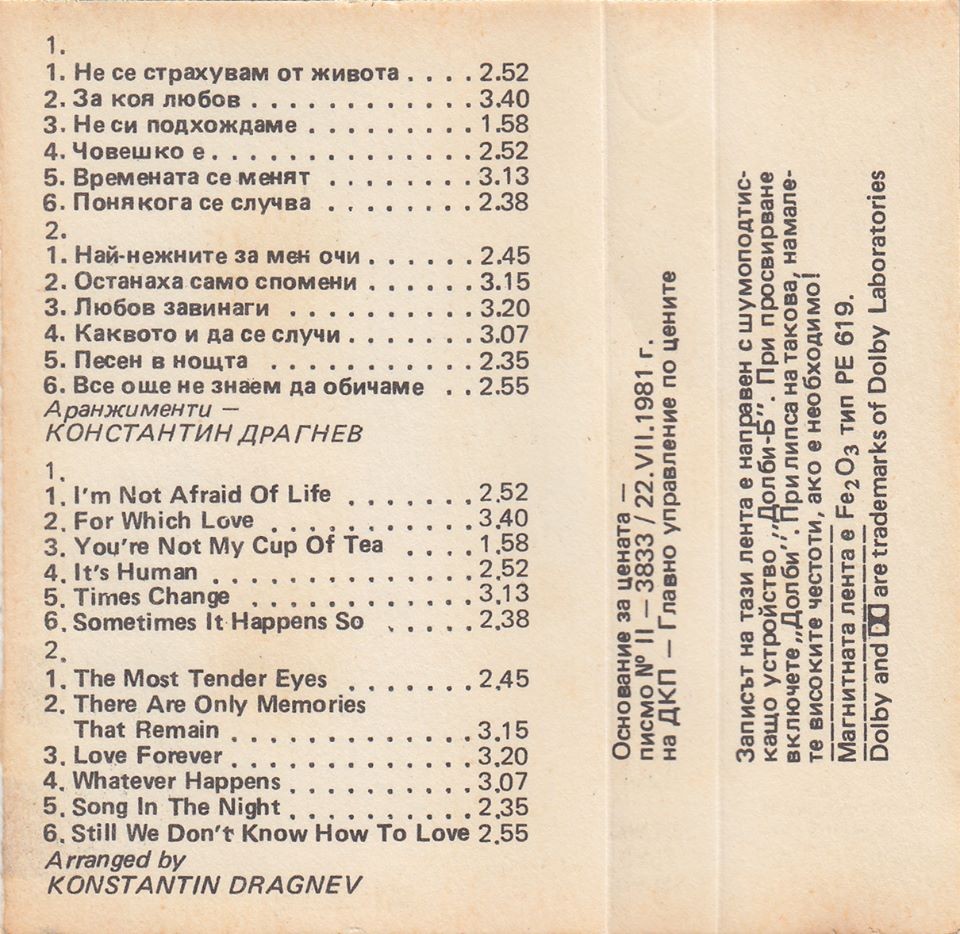 1.
1. Не се страхувам от живота . . . . 2.52
2. За коя любов . . . . . . . . . . . . . 3.40
3. Не си подхождаме . . . . . . . . . 1.58
4. Човешко е . . . . . . . . . . . . . . . 2.52
5. Времената се менят . . . . . . . . 3.13
6. Понякога се случва . . . . . . . . 2.38
2.
1. Най-нежните за мен очи . . . . . . 2.45
2. Останаха само спомени . . . . . . 3.15
3. Любов завинаги . . . . . . . . . . 3.20
4. Каквото и да се случи . . . . . . . 3.07
5. Песен в нощта . . . . . . . . . . . 2.35
6. Все още не знаем да обичаме . . 2.55
Аранжименти —
КОНСТАНТИН ДРАГНЕВ
1.
1. I'm Not Afraid Of Life . . . . . . . 2.52
2. For Which Love . . . . . . . . . . . 3.40
3. You're Not My Cup Of Tea . . . . 1.58
4. It's Human . . . . . . . . . . . . . . 2.52
5. Times Change . . . . . . . . . . . . 3.13
6. Sometimes It Happens So . . . . . 2.38
2.
1. The Most Tender Eyes . . . . . . . 2.45
2. There Are Only Memories
That Remain . . . . . . . . . . . . . 3.15
3. Love Forever . . . . . . . . . . . . . 3.20
4. Whatever Happens . . . . . . . . . . 3.07
5. Song In The Night . . . . . . . . . . 2.35
6. Still We Don't Know How To Love 2.55
Arranged by
KONSTANTIN DRAGNEV
Основание за цената —
писмо № II — 3833 / 22.VII.1981 г.
на ДКП — Главно управление по цените
Записът на тази лента е направен с шумоподтис-
кащо устройство „Долби-Б". При просвирване
включете „Долби". При липса на такова, намале-
те високите честоти, ако е необходимо!
Магнитната лента е Fe2O3 тип PE 619.
Dolby and are trademarks of Dolby Laboratories